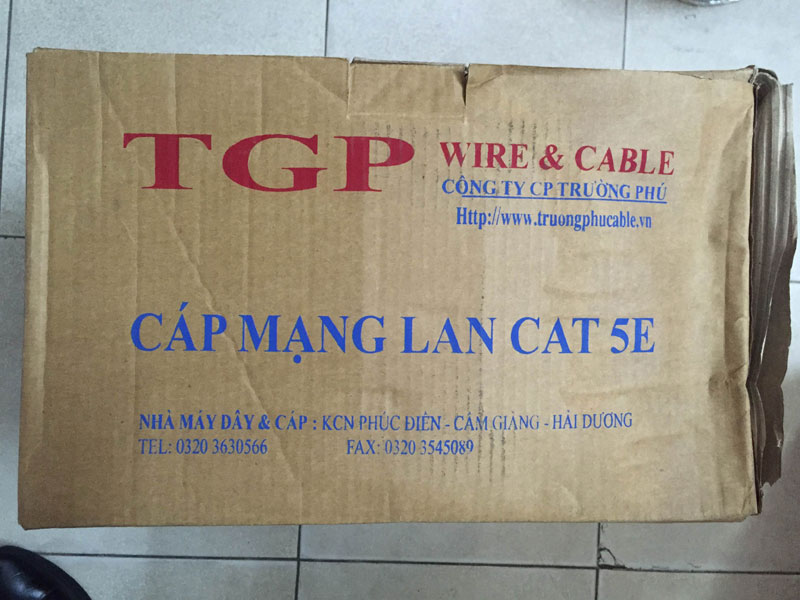 TGP WIRE & CABLE
CÔNG TY CP TRƯỜNG PHÚ
Http://www.truongphucable.vn
CÁP MẠNG LAN CAT 5E
NHÀ MÁY DÂY & CÁP : KCN PHÚC ĐIỀN - CẨM GIÀNG - HẢI DƯƠNG
TEL: 0320 3630566 FAX: 0320 3545089